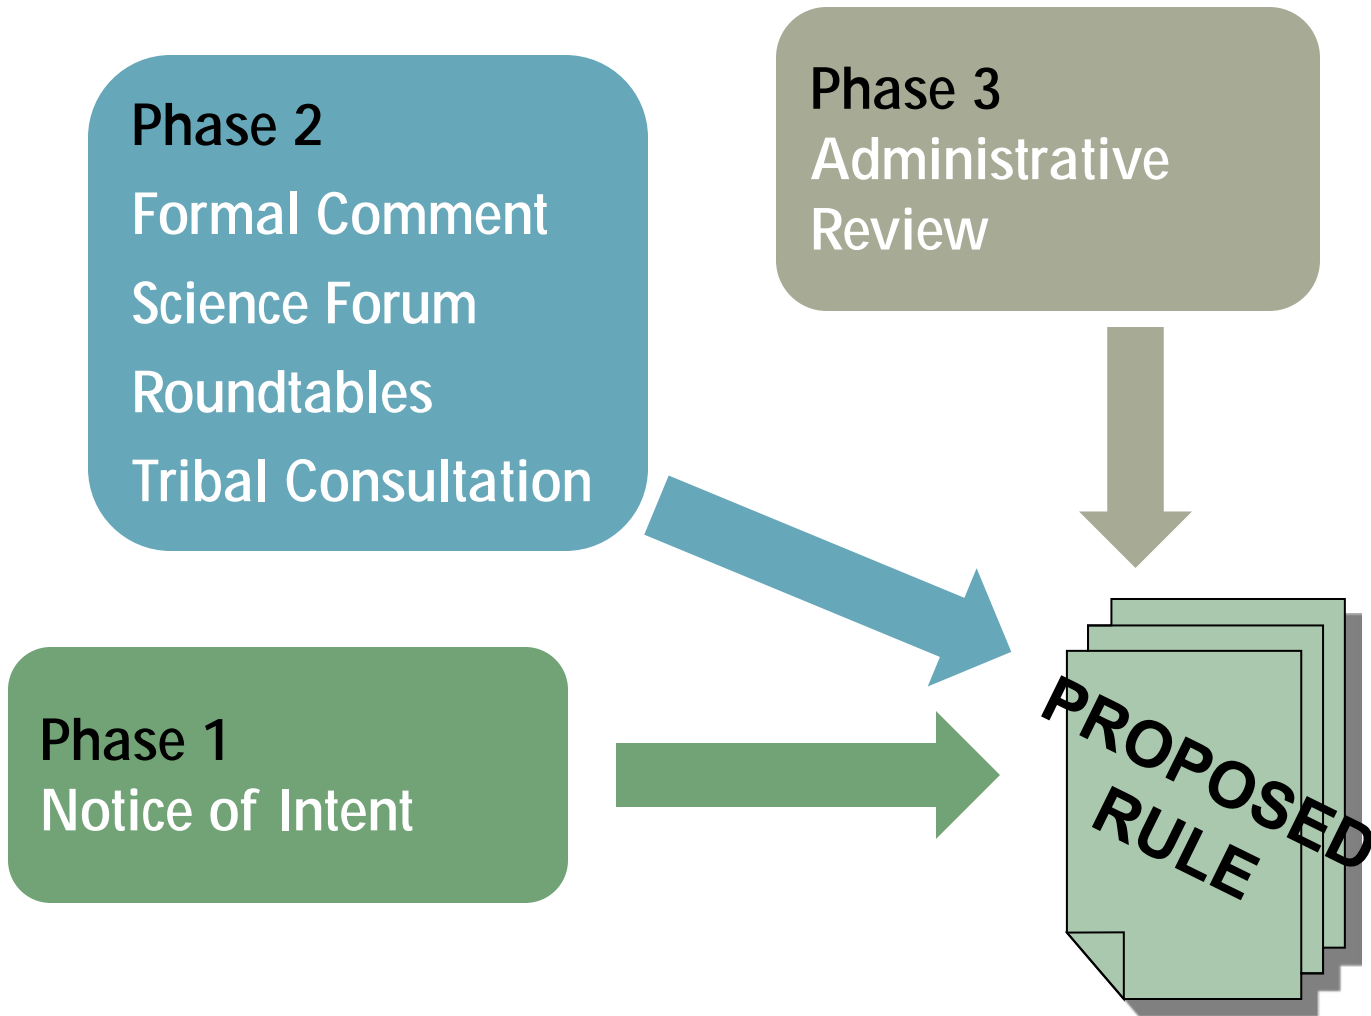 Phase 2
Formal Comment
Science Forum
Roundtables
Tribal Consultation
Phase 3
Administrative
Review
Phase 1
Notice of Intent
PROPOSED
RULE